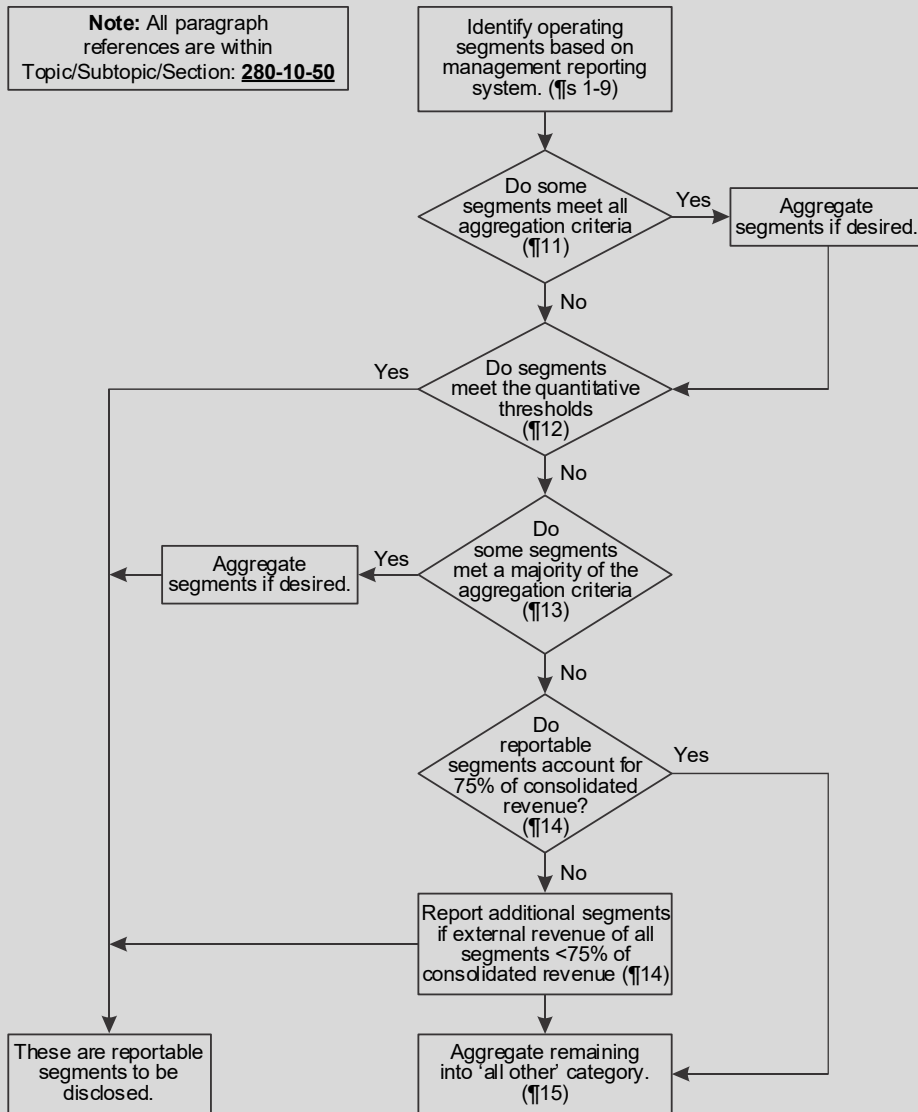 Note: All paragraph
references are within
Topic/Subtopic/Section: 280-10-50
Identify operating
segments based on
management reporting
system. (¶s 1-9)
Do some
segments meet all
aggregation criteria
(¶11)
Yes
Aggregate
segments if desired.
No
Yes
Do segments
meet the quantitative
thresholds
(¶12)
No
Do
some segments
met a majority of the
aggregation criteria
(¶13)
Yes
Aggregate
segments if desired.
No
Do
reportable
segments account for
75% of consolidated
revenue?
(¶14)
Yes
No
Report additional segments
if external revenue of all
segments <75% of
consolidated revenue (¶14)
These are reportable
segments to be
disclosed.
Aggregate remaining
into ‘all other’ category.
(¶15)